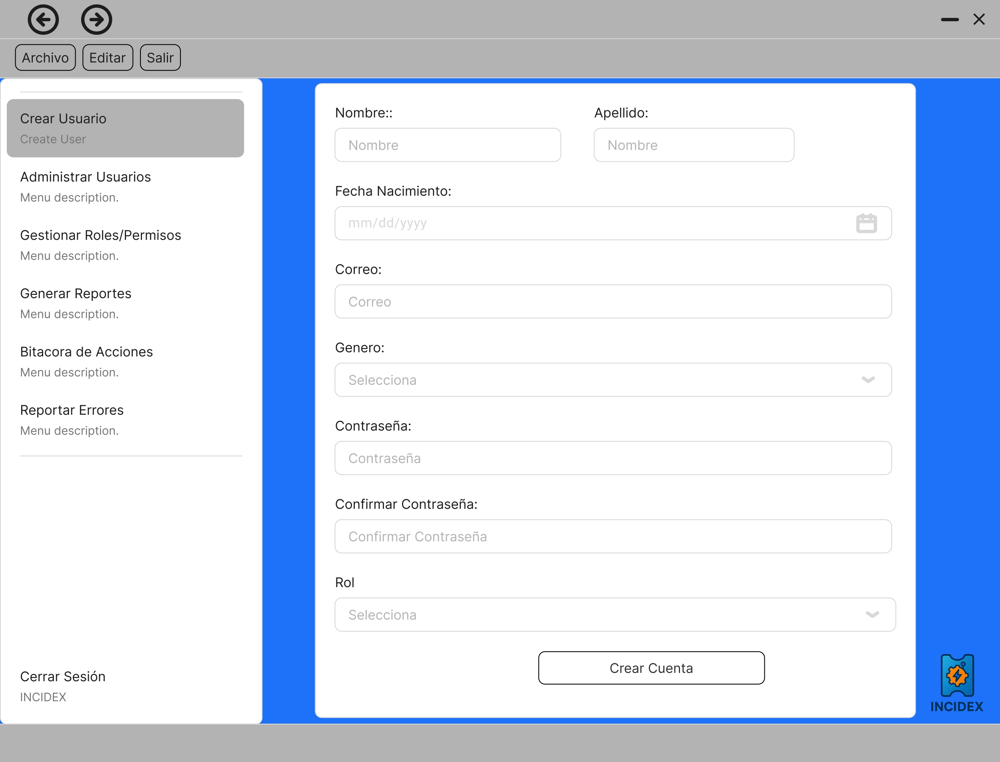 Archivo
Editar
Salir
Crear Usuario
Create User
Administrar Usuarios
Menu description.
Gestionar Roles/Permisos
Menu description.
Generar Reportes
Menu description.
Bitacora de Acciones
Menu description.
Reportar Errores
Menu description.
Cerrar Sesión
INCIDEX
Nombre::
Apellido:
Nombre
Nombre
Fecha Nacimiento:
mm/dd/yyyy
Correo:
Correo
Genero:
Selecciona
Contraseña:
Contraseña
Confirmar Contraseña:
Confirmar Contraseña
Rol
Selecciona
Crear Cuenta
INCIDEX